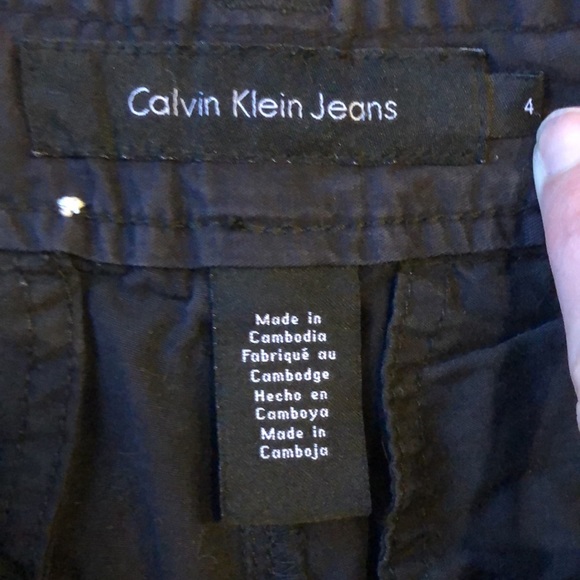 Calvin Klein Jeans
4
Made in
Cambodia
Fabriqué au
Cambodge
Hecho en
Camboya
Made in
Camboja